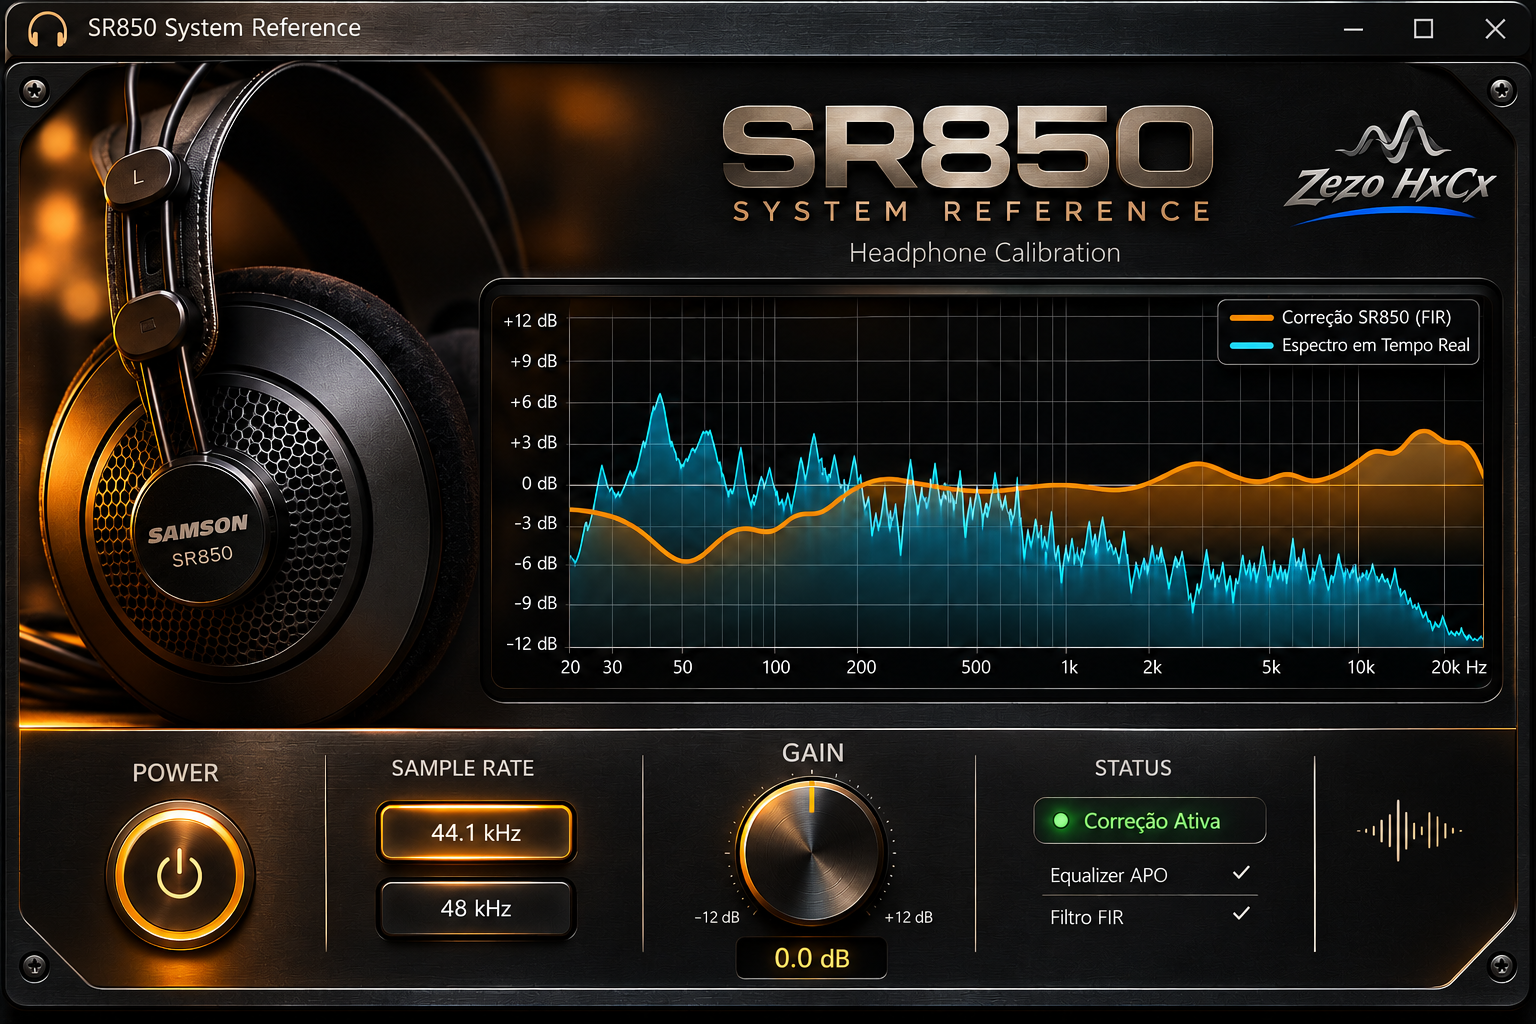 SR850 System Reference
L
SR850
SYSTEM REFERENCE
Headphone Calibration
Zezo HxCx
SAMSON
SR850
+12 dB
+9 dB
+6 dB
+3 dB
0 dB
-3 dB
-6 dB
-9 dB
-12 dB
Correção SR850 (FIR)
Espectro em Tempo Real
20 30 50 100 200 500 1k 2k 5k 10k 20k Hz
POWER
SAMPLE RATE
44.1 kHz
48 kHz
GAIN
-12 dB +12 dB
0.0 dB
STATUS
Correção Ativa
Equalizer APO
Filtro FIR